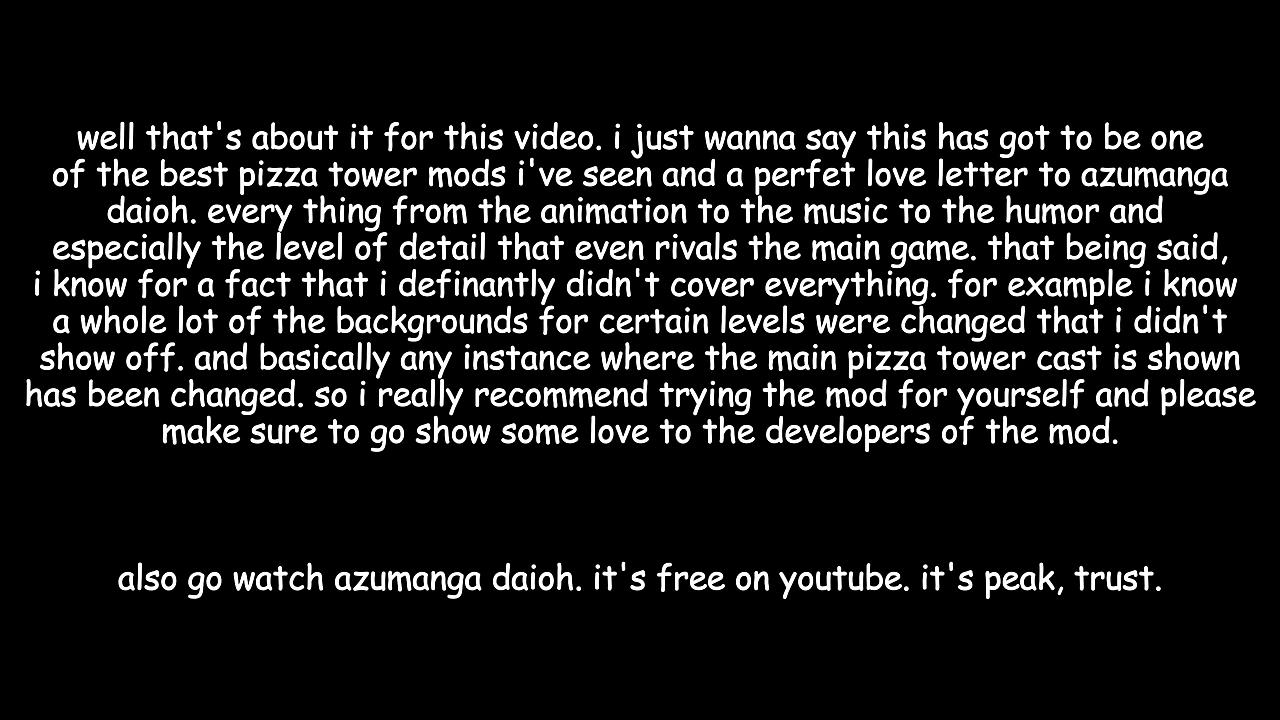 well that's about it for this video. i just wanna say this has got to be one
of the best pizza tower mods i've seen and a perfet love letter to azumanga
daioh. every thing from the animation to the music to the humor and
especially the level of detail that even rivals the main game. that being said,
i know for a fact that i definantly didn't cover everything. for example i know
a whole lot of the backgrounds for certain levels were changed that i didn't
show off. and basically any instance where the main pizza tower cast is shown
has been changed. so i really recommend trying the mod for yourself and please
make sure to go show some love to the developers of the mod.
also go watch azumanga daioh. it's free on youtube. it's peak, trust.